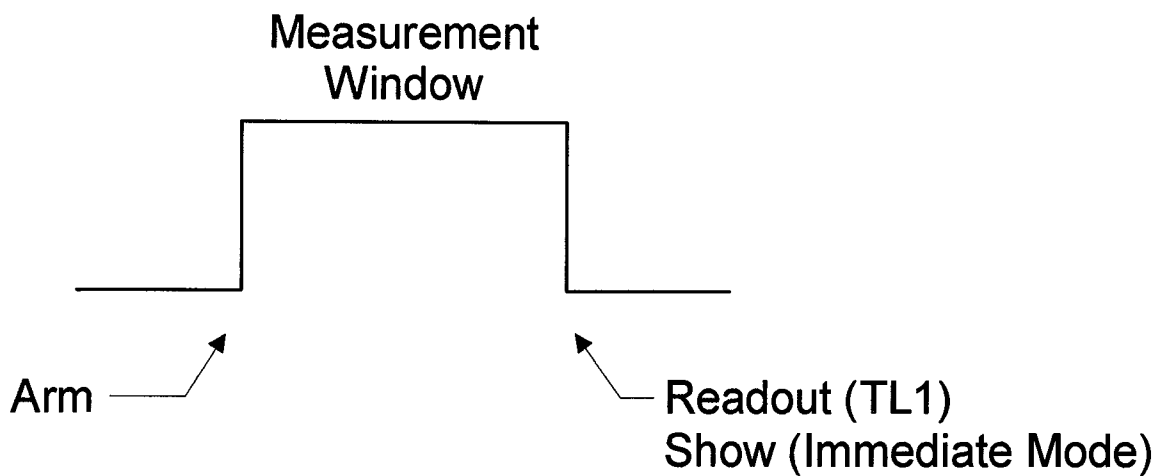 Measurement
Window
Arm
Readout (TL1)
Show (Immediate Mode)